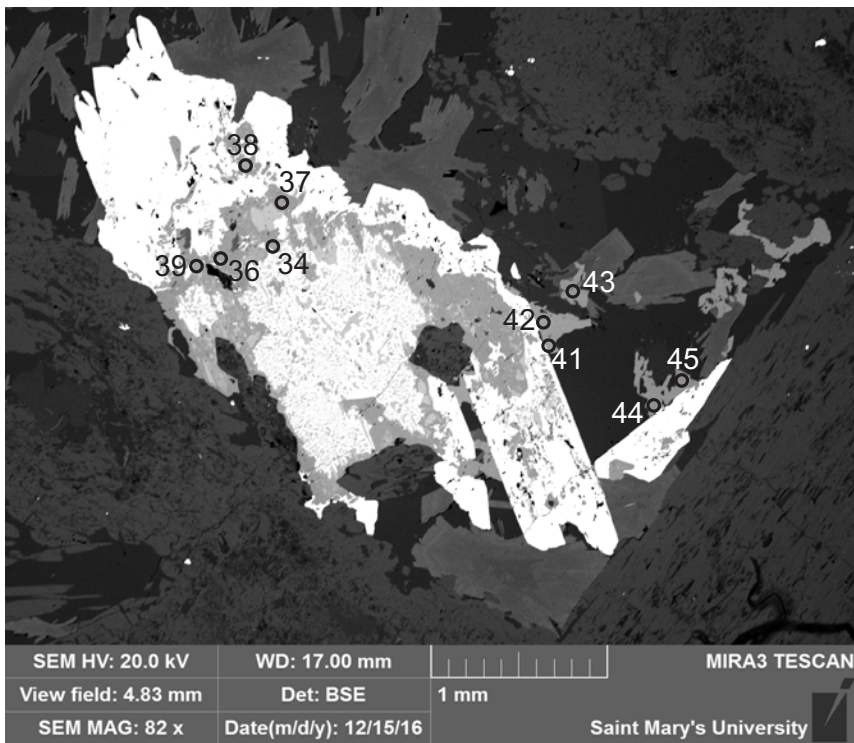 38
37
39
36
34
43
42
41
45
44
SEM HV: 20.0 kV
WD: 17.00 mm
MIRA3 TESCAN
View field: 4.83 mm
Det: BSE
1 mm
SEM MAG: 82 x
Date(m/d/y): 12/15/16
Saint Mary's University